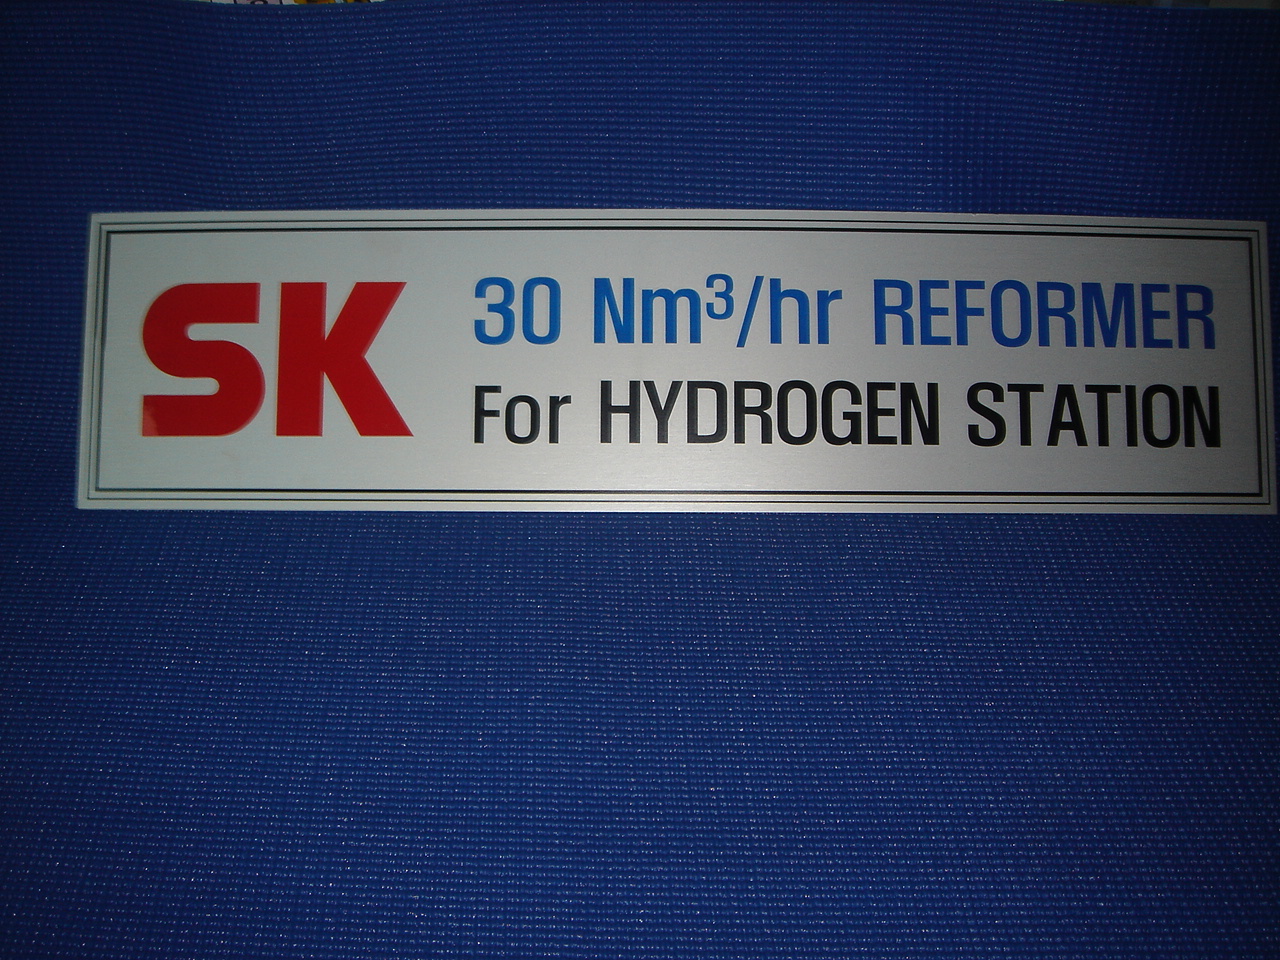 SK
30 Nm³/hr REFORMER
For HYDROGEN STATION